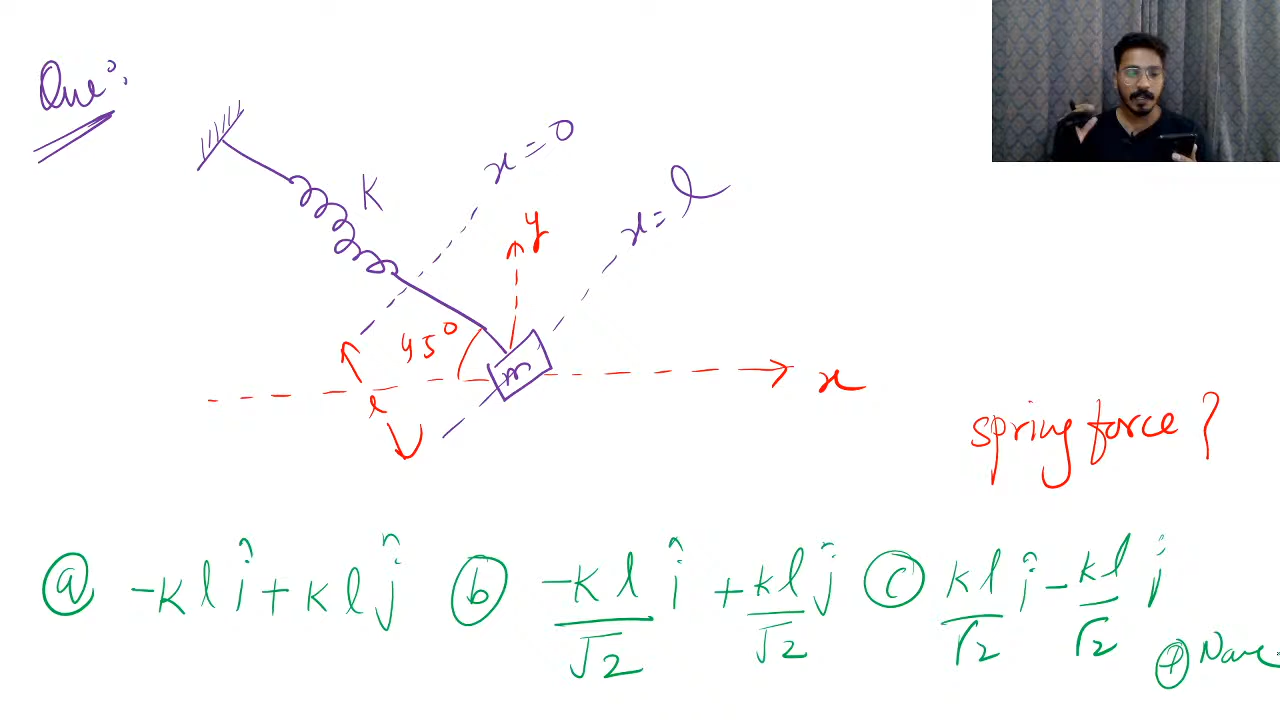 Que:
K
x=0
x=l
y
45°
m
x
l
spring force ?
(a) -Kl î + Kl ĵ (b) -Kl/√2 î + Kl/√2 ĵ (c) Kl/√2 î - Kl/√2 ĵ
(D) None